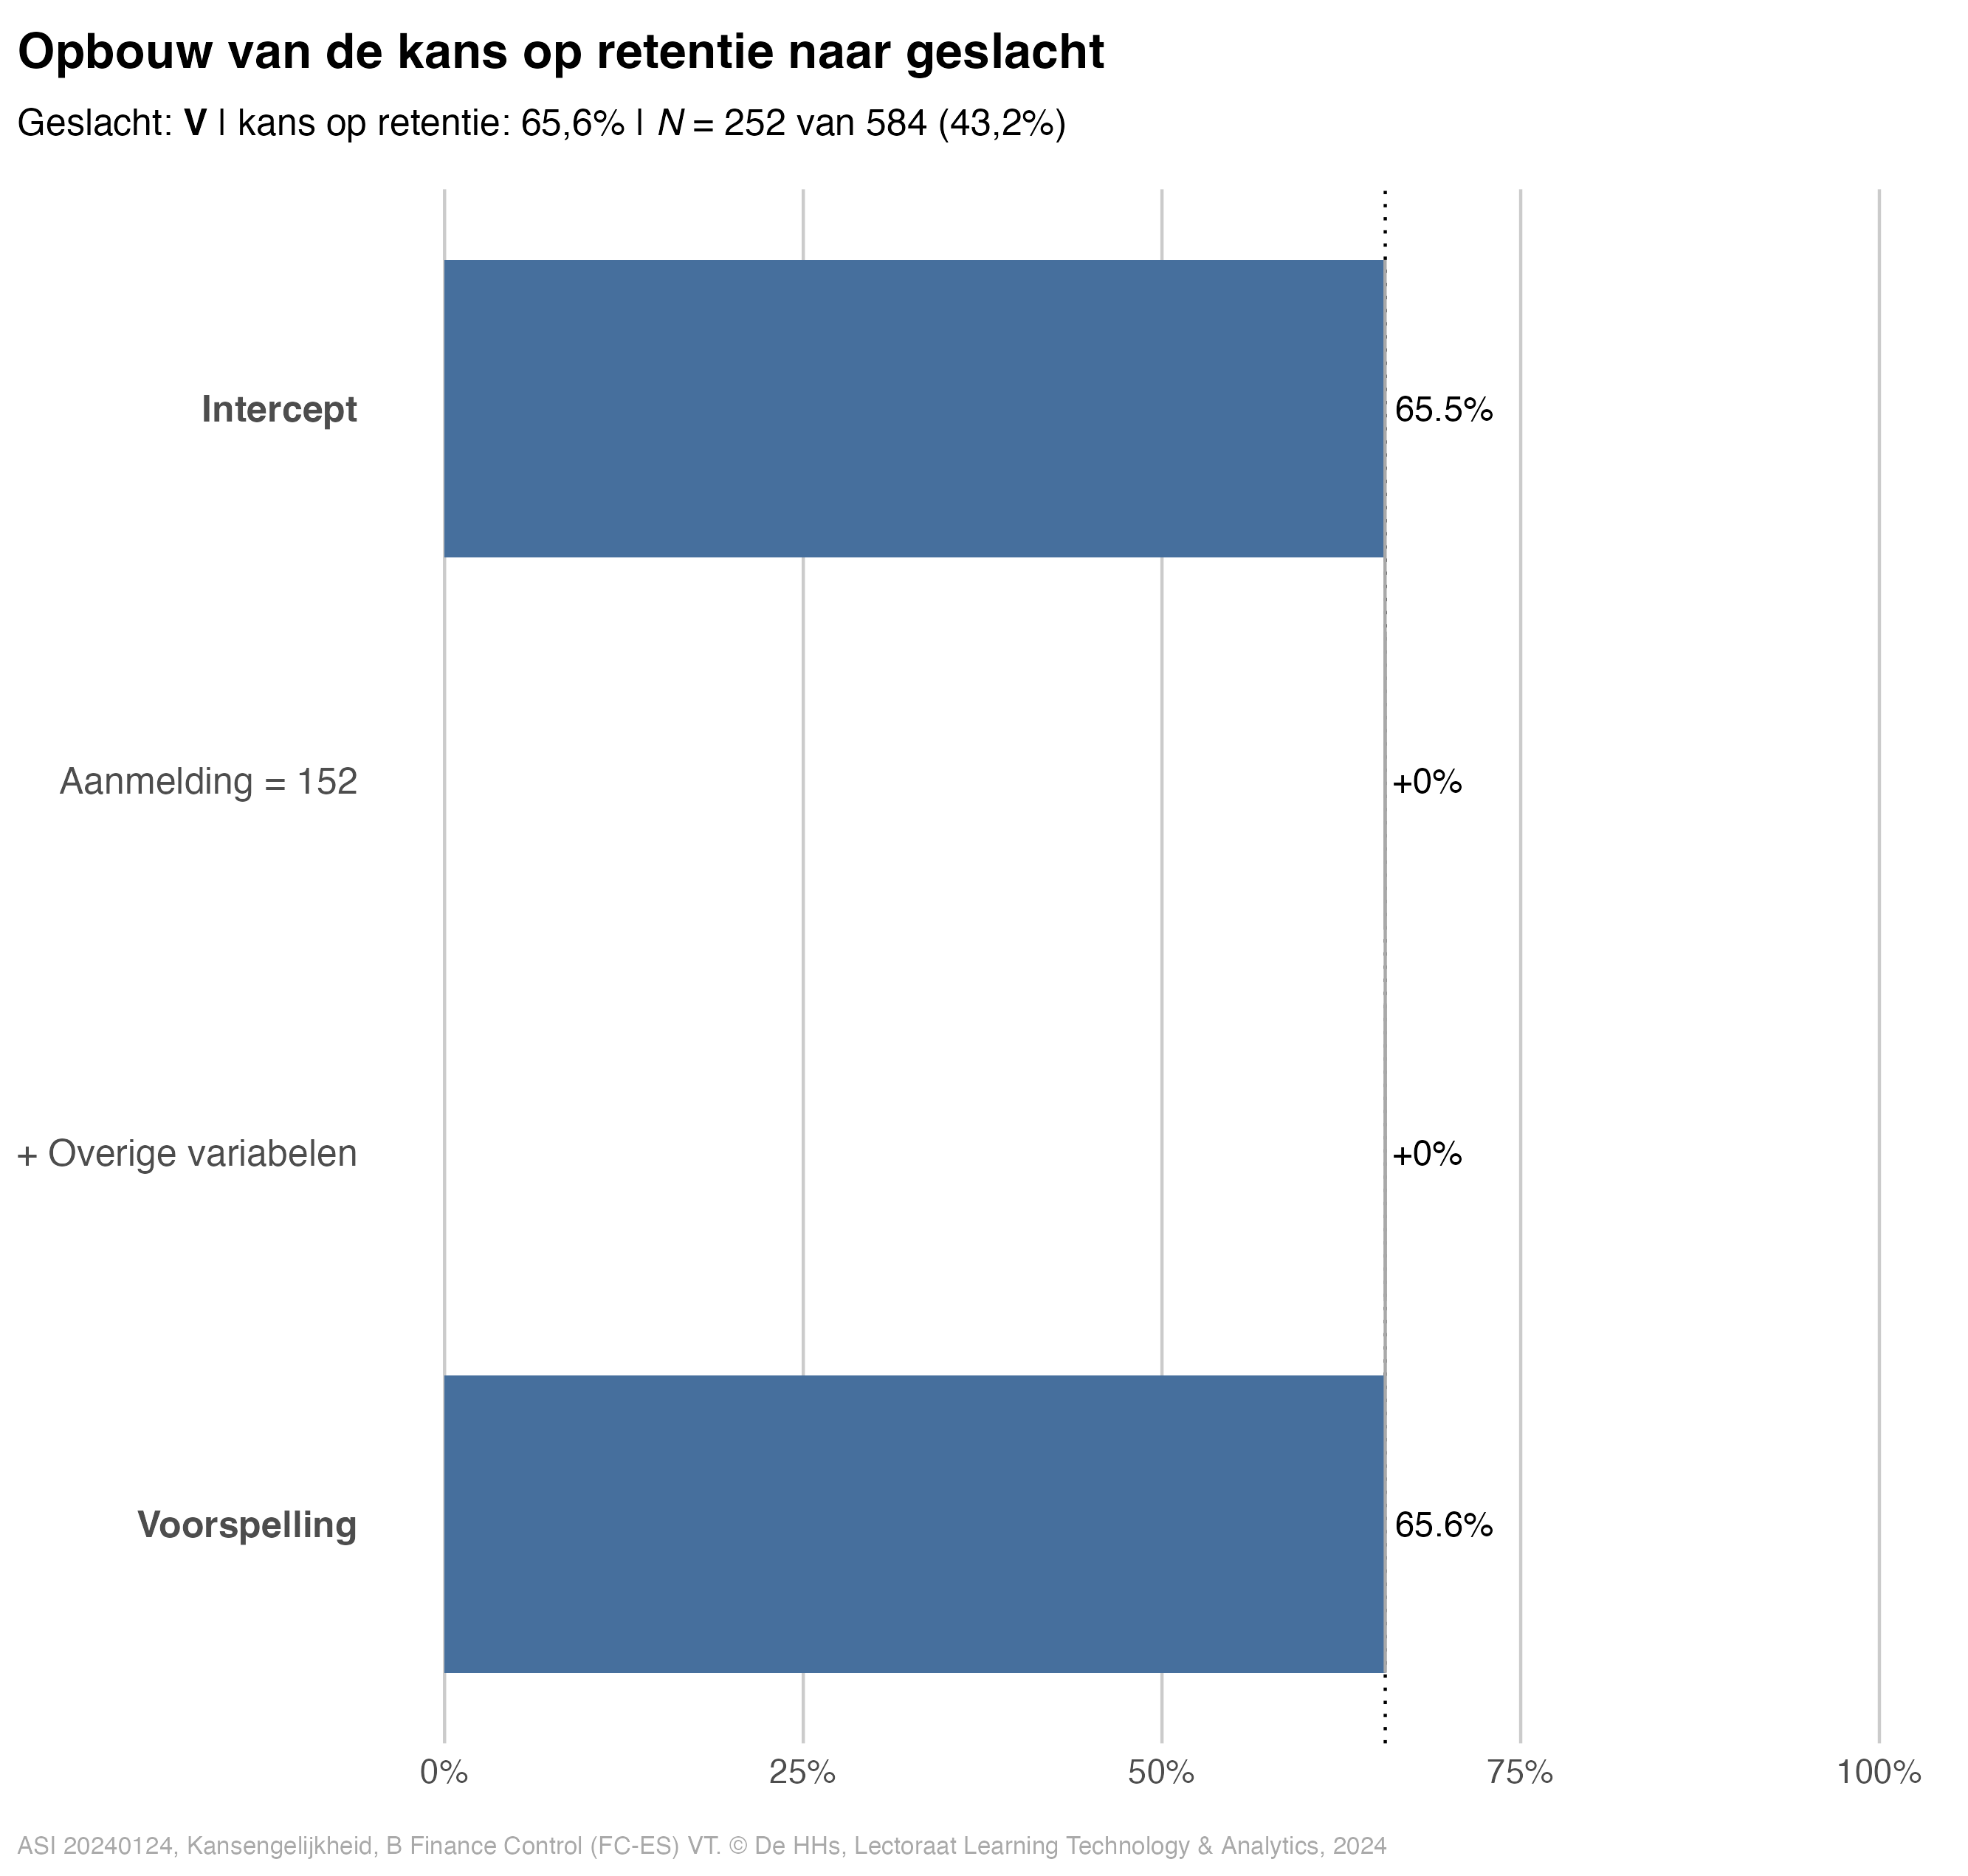 Opbouw van de kans op retentie naar geslacht
Geslacht: V | kans op retentie: 65,6% | N = 252 van 584 (43,2%)
Intercept
65.5%
Aanmelding = 152
+0%
+ Overige variabelen
+0%
Voorspelling
65.6%
0% 25% 50% 75% 100%
ASI 20240124, Kansengelijkheid, B Finance Control (FC-ES) VT. © De HHs, Lectoraat Learning Technology & Analytics, 2024